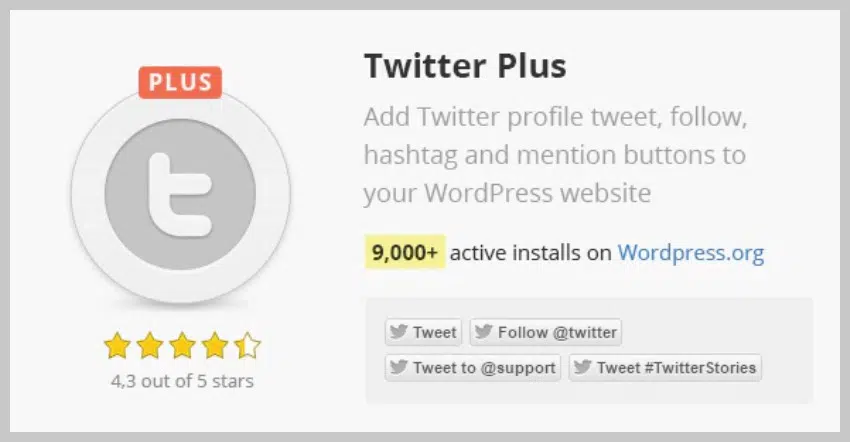 PLUS
t
4,3 out of 5 stars
Twitter Plus
Add Twitter profile tweet, follow,
hashtag and mention buttons to
your WordPress website
9,000+ active installs on Wordpress.org
Tweet Follow @twitter
Tweet to @support Tweet #TwitterStories